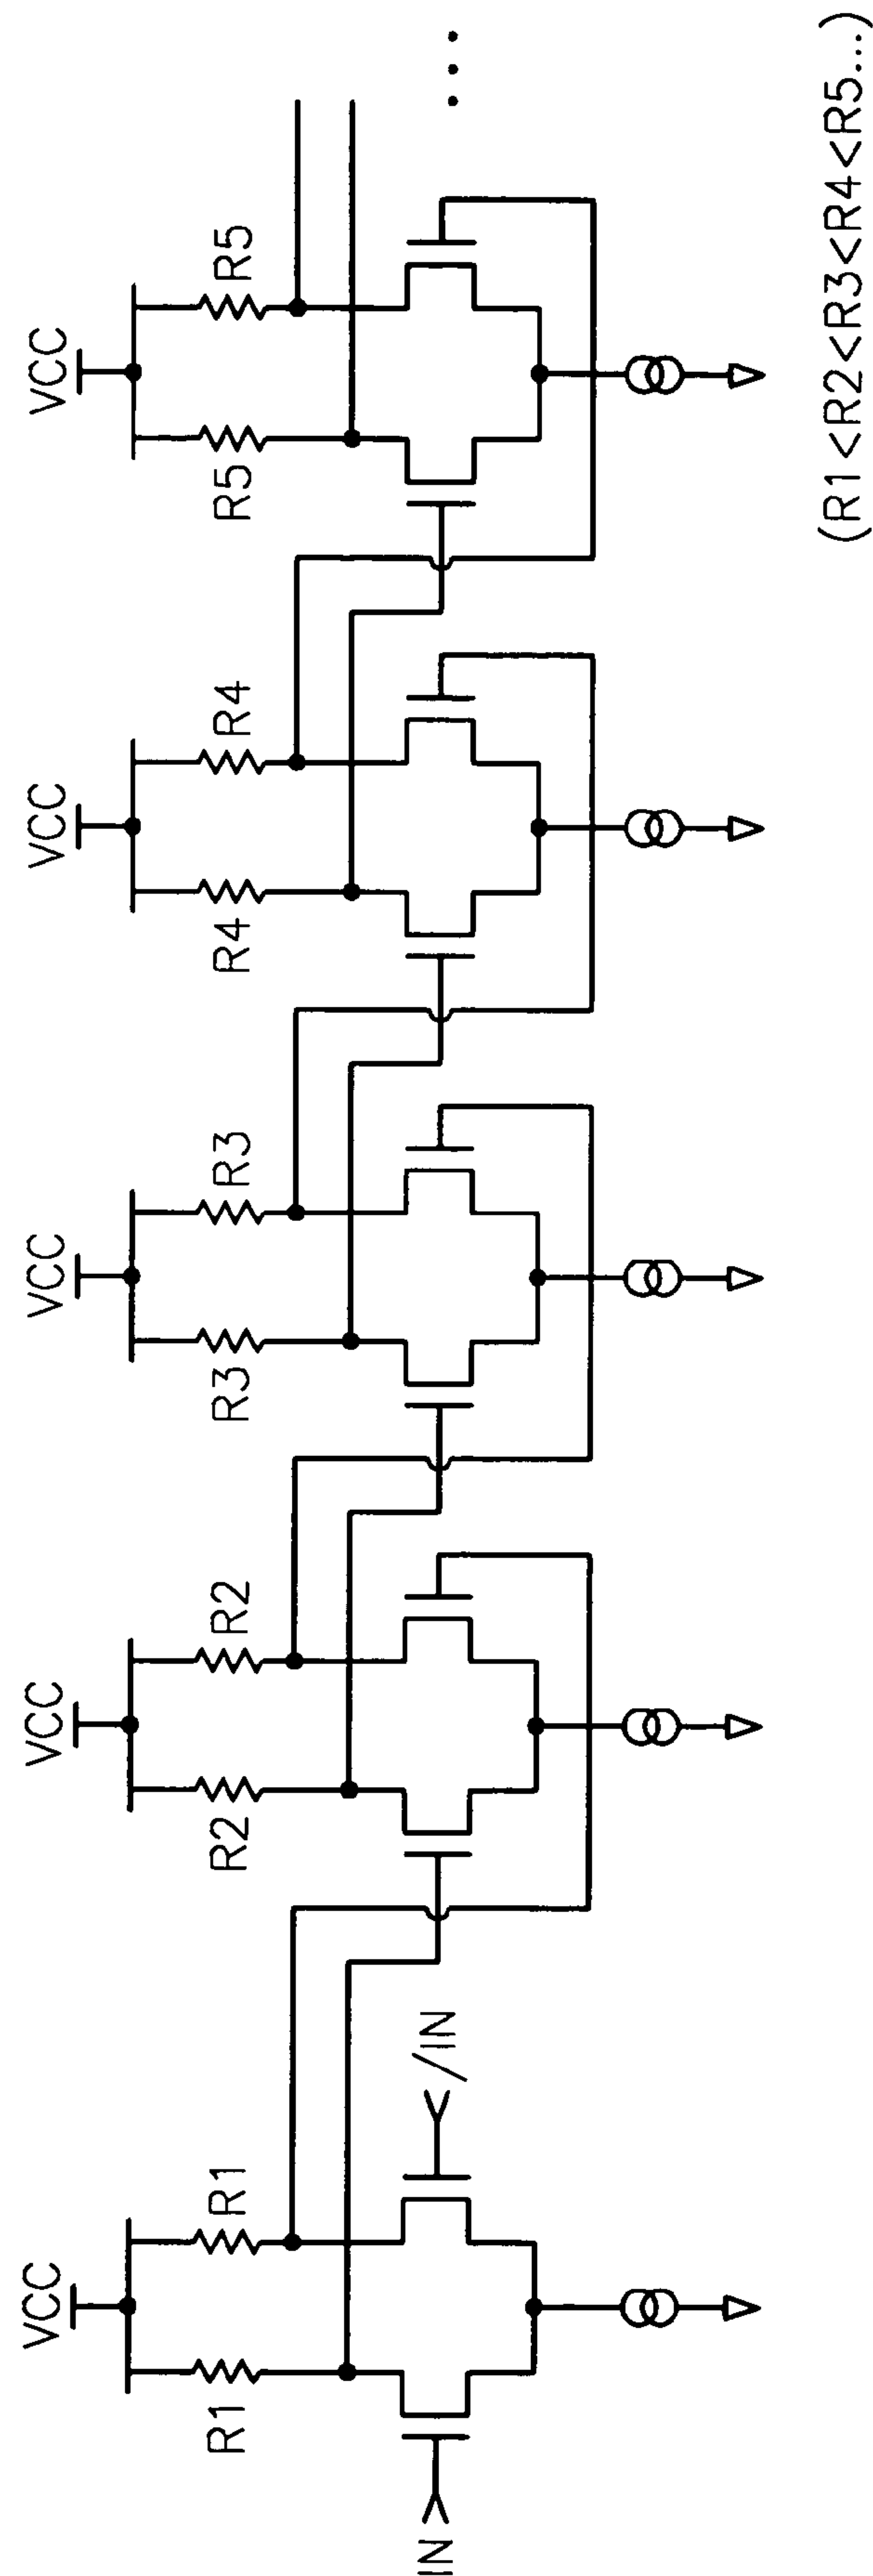 VCC
R1 R1
IN
/IN
VCC
R2 R2
VCC
R3 R3
VCC
R4 R4
VCC
R5 R5
...
(R1<R2<R3<R4<R5...)